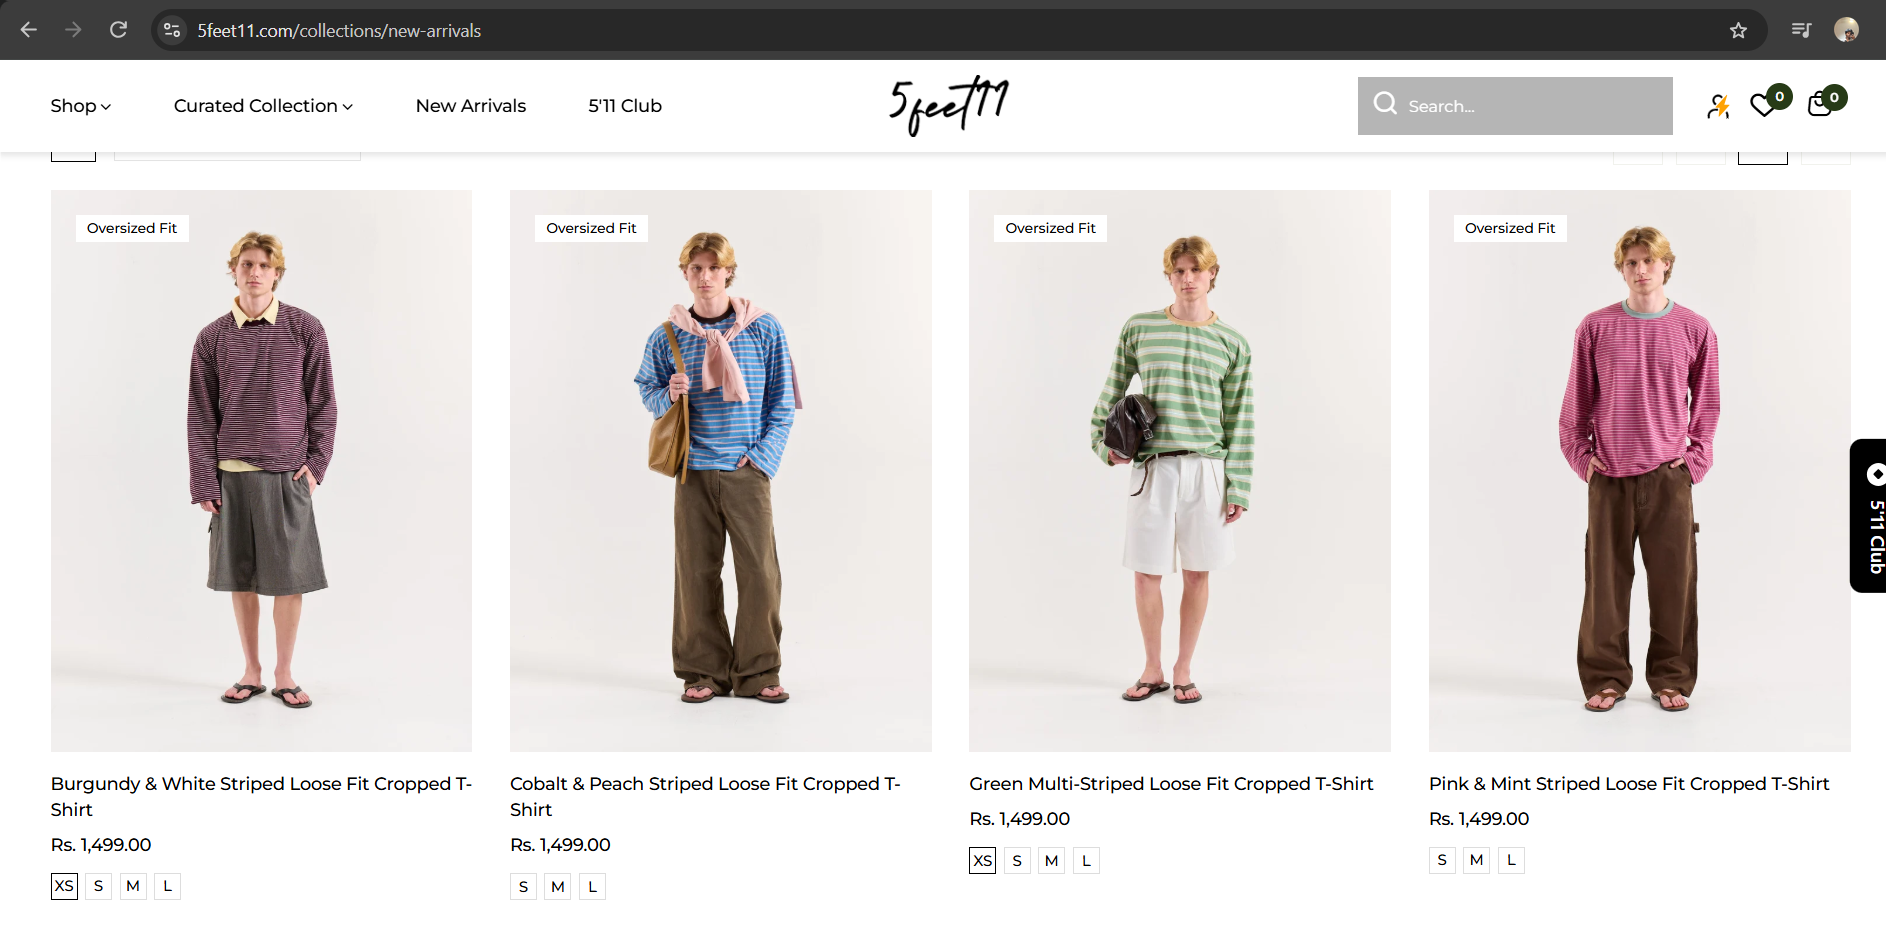 5feet11.com/collections/new-arrivals
Shop
Curated Collection
New Arrivals
5'11 Club
5feet11
Search...
0
0
Oversized Fit
Oversized Fit
Oversized Fit
Oversized Fit
5'11 Club
Burgundy & White Striped Loose Fit Cropped T-
Shirt
Rs. 1,499.00
XS S M L
Cobalt & Peach Striped Loose Fit Cropped T-
Shirt
Rs. 1,499.00
S M L
Green Multi-Striped Loose Fit Cropped T-Shirt
Rs. 1,499.00
XS S M L
Pink & Mint Striped Loose Fit Cropped T-Shirt
Rs. 1,499.00
S M L